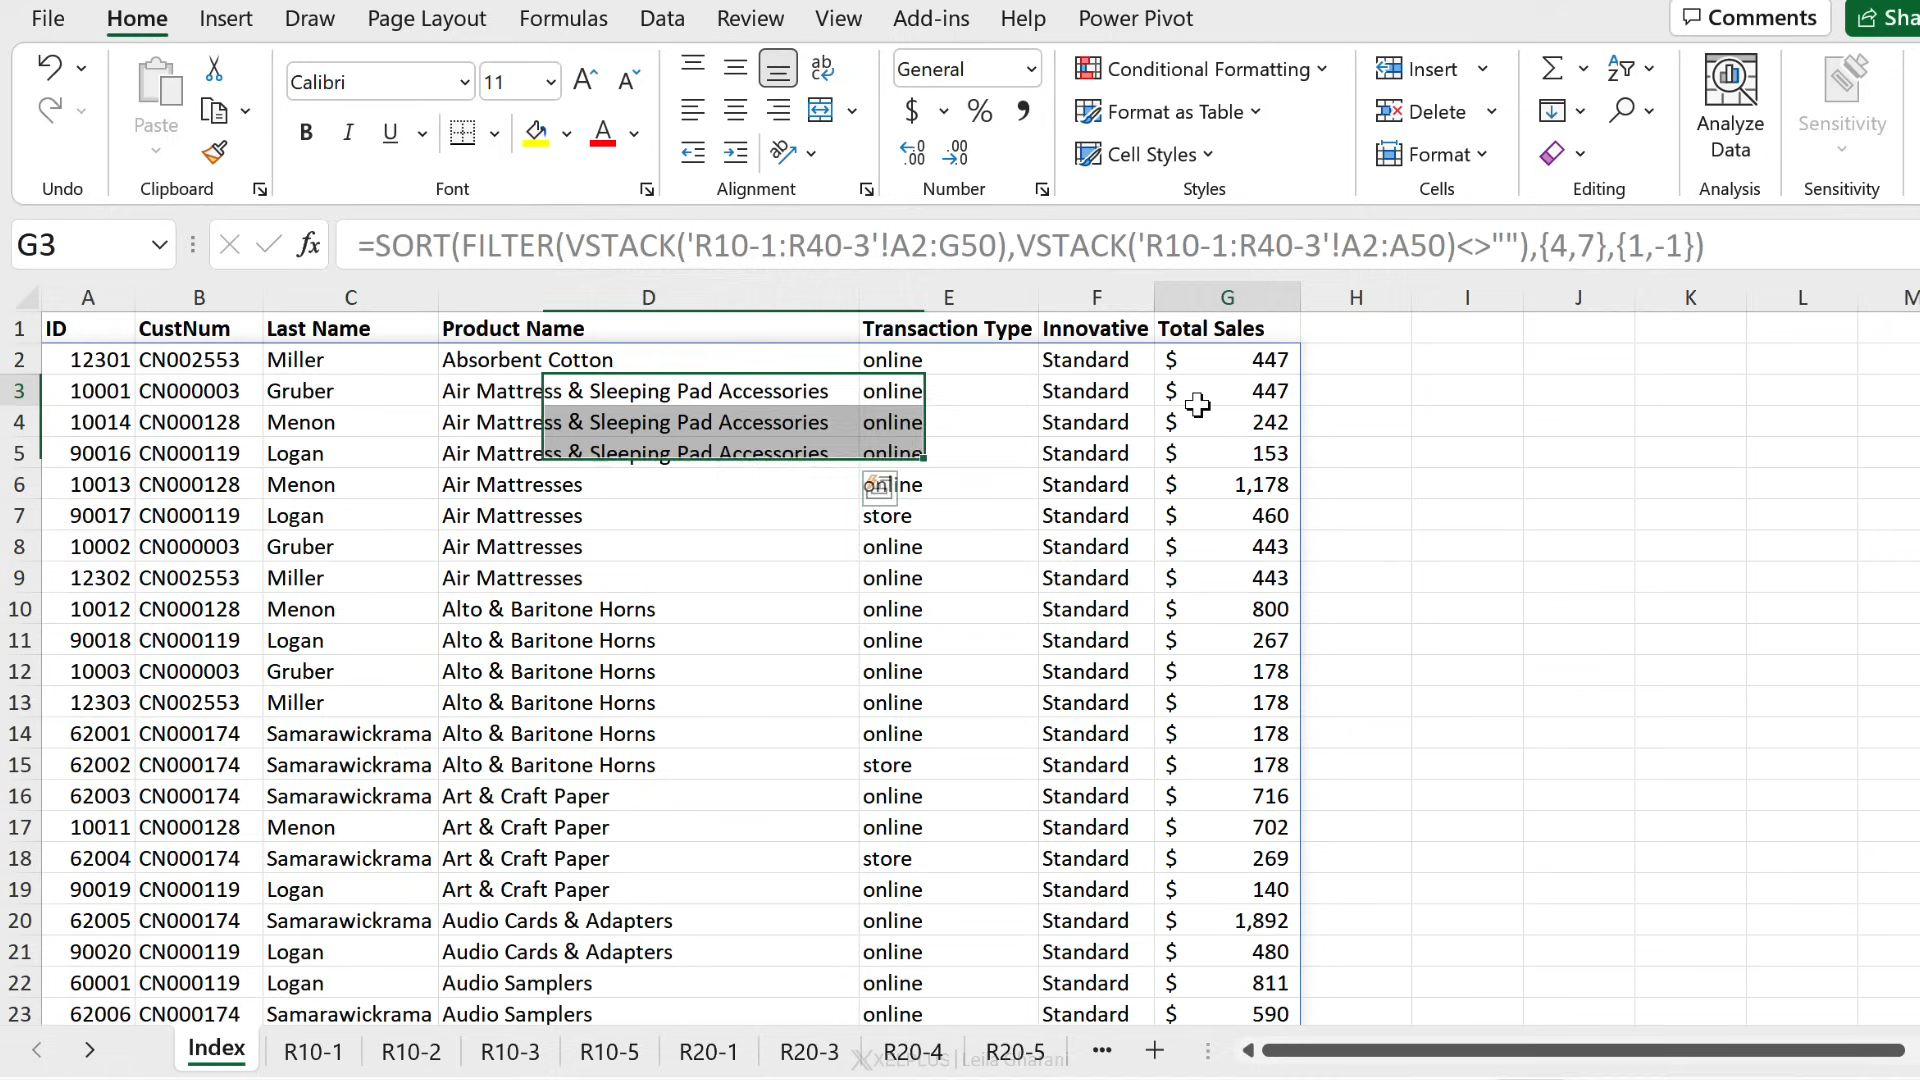 File Home Insert Draw Page Layout Formulas Data Review View Add-ins Help Power Pivot Comments Sha
Paste Calibri 11 General Conditional Formatting Insert
B I U $ % Format as Table Delete Analyze Data Sensitivity
Cell Styles Format
Undo Clipboard Font Alignment Number Styles Cells Editing Analysis Sensitivity
G3 fx =SORT(FILTER(VSTACK('R10-1:R40-3'!A2:G50),VSTACK('R10-1:R40-3'!A2:A50)<>""),{4,7},{1,-1})
A B C D E F G H I J K L M
1 ID CustNum Last Name Product Name Transaction Type Innovative Total Sales
2 12301 CN002553 Miller Absorbent Cotton online Standard $ 447
3 10001 CN000003 Gruber Air Mattress & Sleeping Pad Accessories online Standard $ 447
4 10014 CN000128 Menon Air Mattress & Sleeping Pad Accessories online Standard $ 242
5 90016 CN000119 Logan Air Mattress & Sleeping Pad Accessories online Standard $ 153
6 10013 CN000128 Menon Air Mattresses online Standard $ 1,178
7 90017 CN000119 Logan Air Mattresses store Standard $ 460
8 10002 CN000003 Gruber Air Mattresses online Standard $ 443
9 12302 CN002553 Miller Air Mattresses online Standard $ 443
10 10012 CN000128 Menon Alto & Baritone Horns online Standard $ 800
11 90018 CN000119 Logan Alto & Baritone Horns online Standard $ 267
12 10003 CN000003 Gruber Alto & Baritone Horns online Standard $ 178
13 12303 CN002553 Miller Alto & Baritone Horns online Standard $ 178
14 62001 CN000174 Samarawickrama Alto & Baritone Horns online Standard $ 178
15 62002 CN000174 Samarawickrama Alto & Baritone Horns store Standard $ 178
16 62003 CN000174 Samarawickrama Art & Craft Paper online Standard $ 716
17 10011 CN000128 Menon Art & Craft Paper online Standard $ 702
18 62004 CN000174 Samarawickrama Art & Craft Paper store Standard $ 269
19 90019 CN000119 Logan Art & Craft Paper online Standard $ 140
20 62005 CN000174 Samarawickrama Audio Cards & Adapters online Standard $ 1,892
21 90020 CN000119 Logan Audio Cards & Adapters online Standard $ 480
22 60001 CN000119 Logan Audio Samplers online Standard $ 811
23 62006 CN000174 Samarawickrama Audio Samplers online Standard $ 590
Index R10-1 R10-2 R10-3 R10-5 R20-1 R20-3 R20-4 R20-5
XELPLUS | Leila Gharani